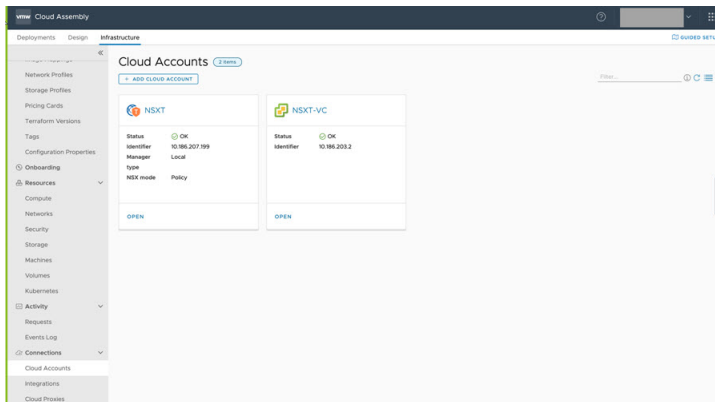 vmw Cloud Assembly
Deployments Design Infrastructure
GUIDED SETU
Network Profiles
Storage Profiles
Pricing Cards
Terraform Versions
Tags
Configuration Properties
Onboarding
Resources
Compute
Networks
Security
Storage
Machines
Volumes
Kubernetes
Activity
Requests
Events Log
Connections
Cloud Accounts
Integrations
Cloud Proxies
Cloud Accounts 2 items
+ ADD CLOUD ACCOUNT
Filter...
NSXT
Status OK
Identifier 10.186.207.199
Manager Local
type
NSX mode Policy
OPEN
NSXT-VC
Status OK
Identifier 10.186.203.2
OPEN